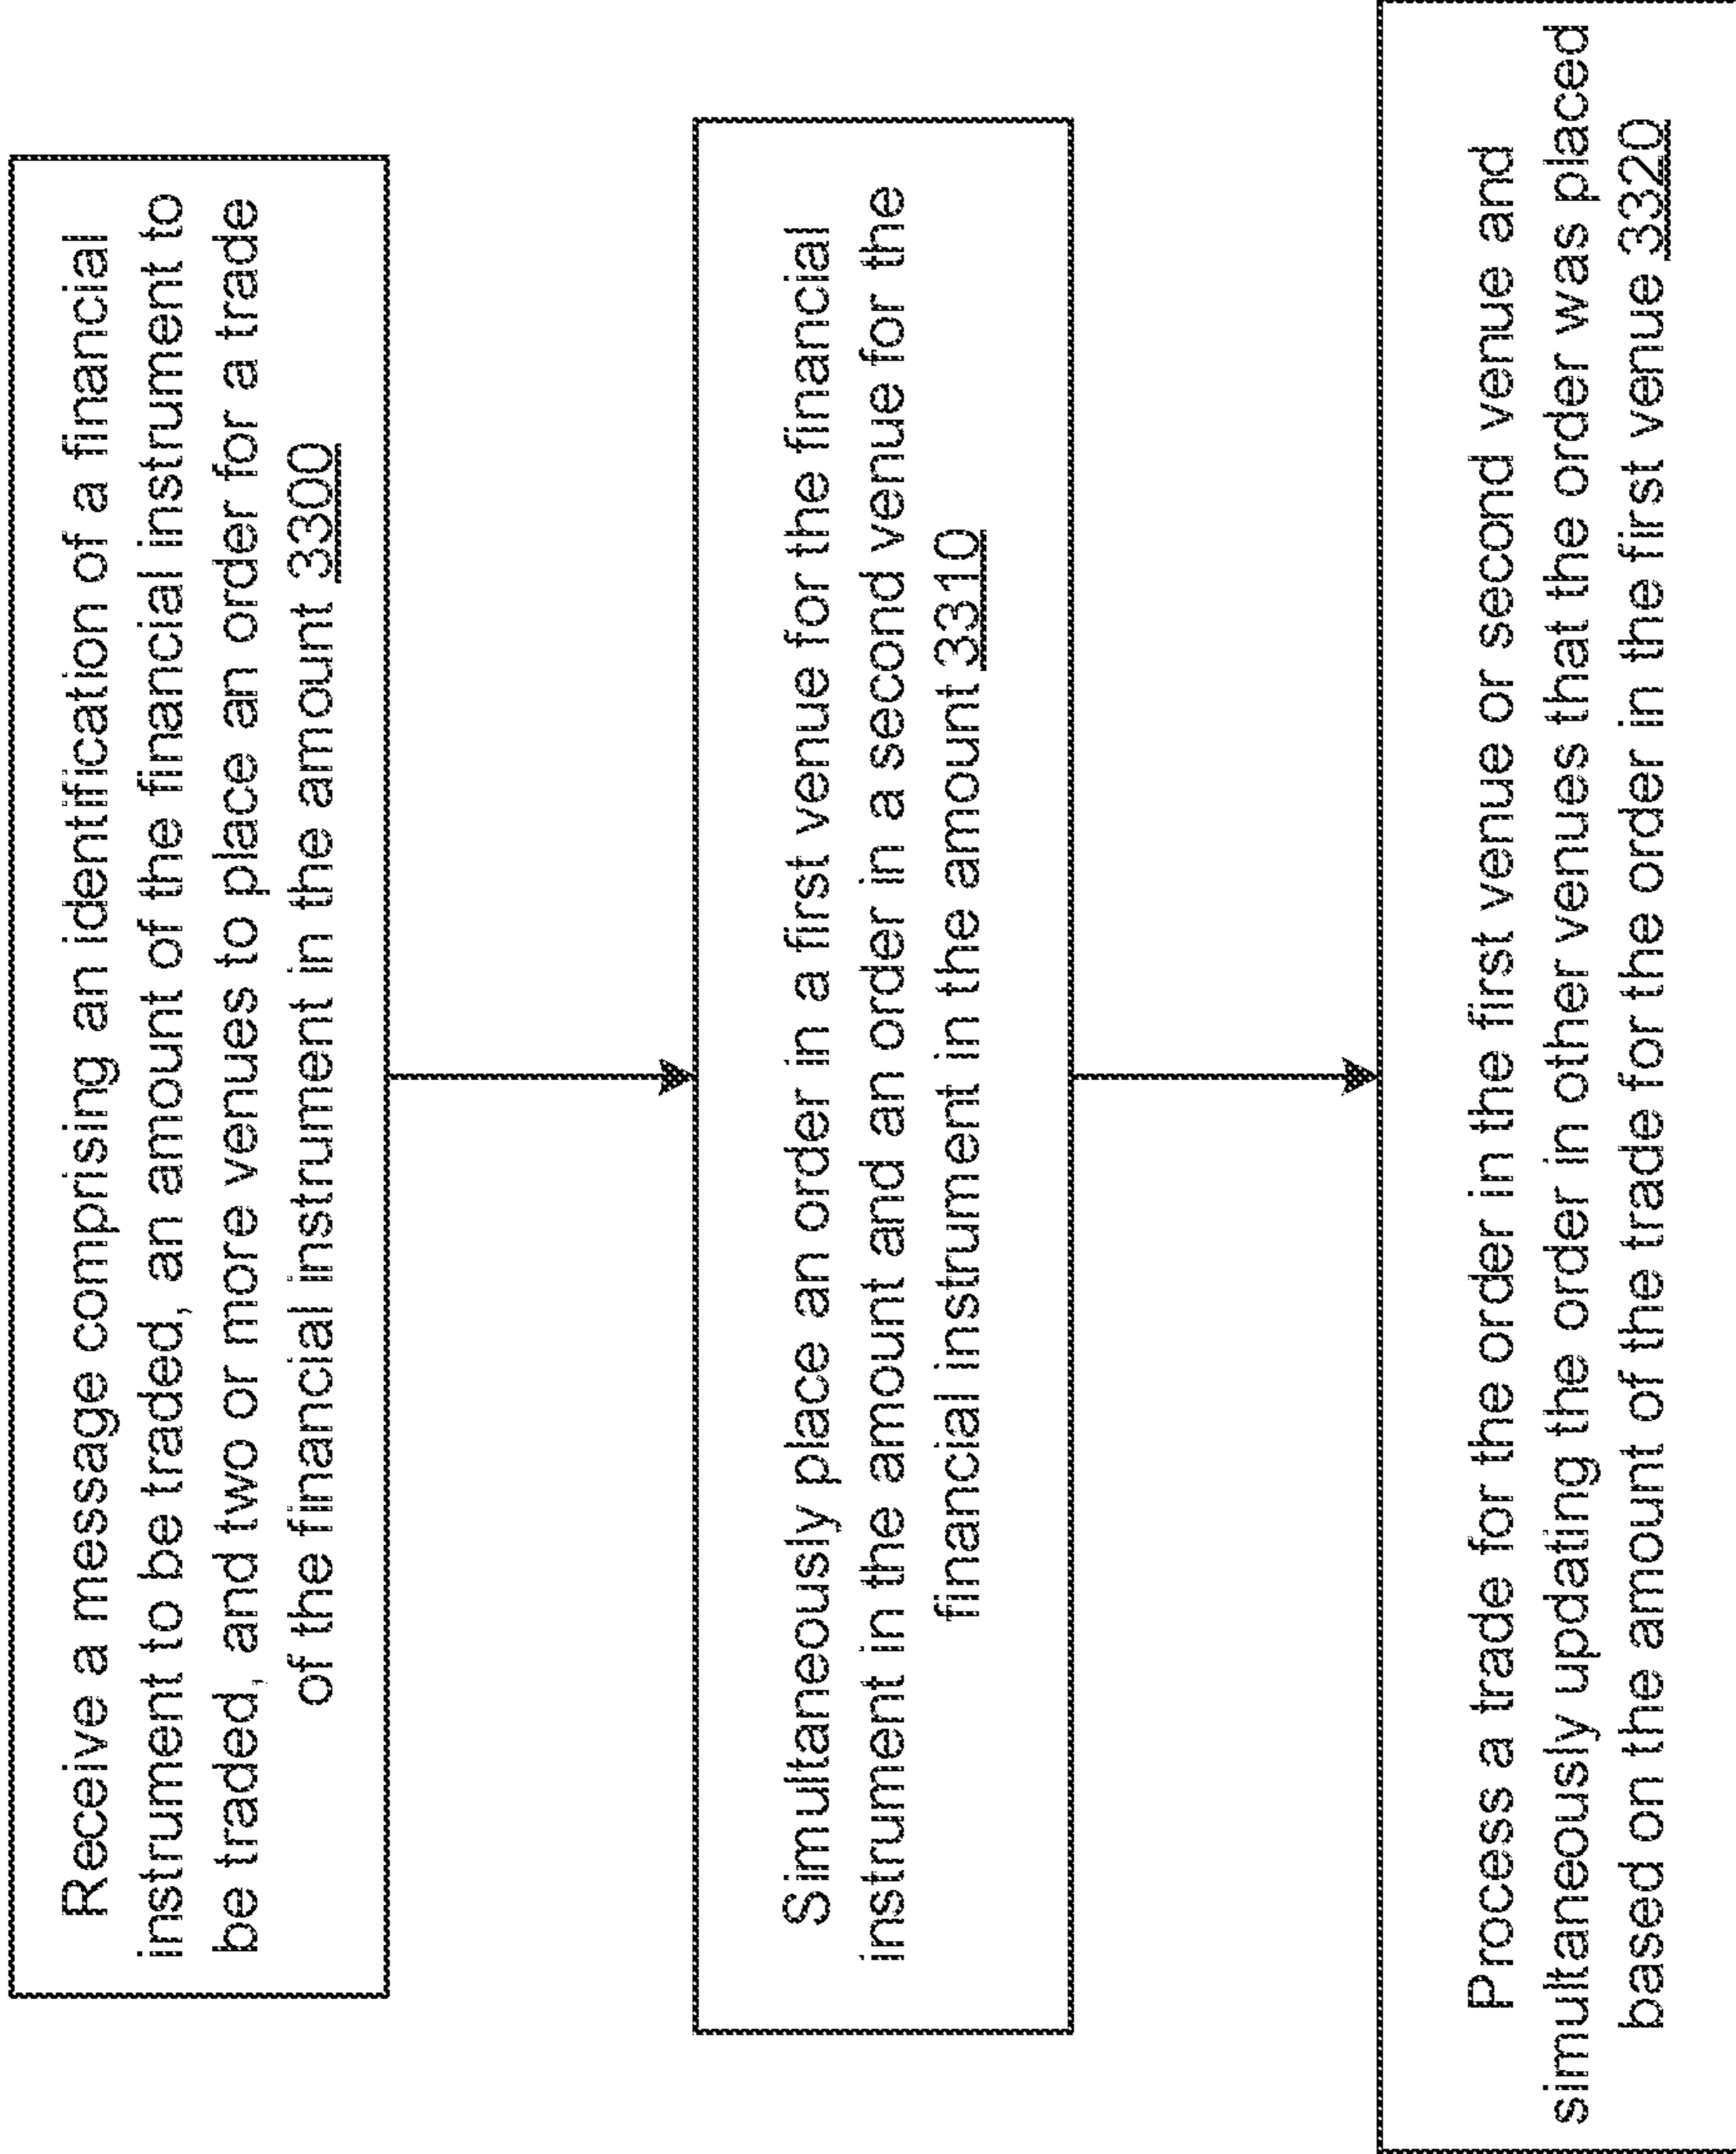 Receive a message comprising an identification of a financial
instrument to be traded, an amount of the financial instrument to
be traded, and two or more venues to place an order for a trade
of the financial instrument in the amount 3300
Simultaneously place an order in a first venue for the financial
instrument in the amount and an order in a second venue for the
financial instrument in the amount 3310
Process a trade for the order in the first venue or second venue and
simultaneously updating the order in other venues that the order was placed
based on the amount of the trade for the order in the first venue 3320